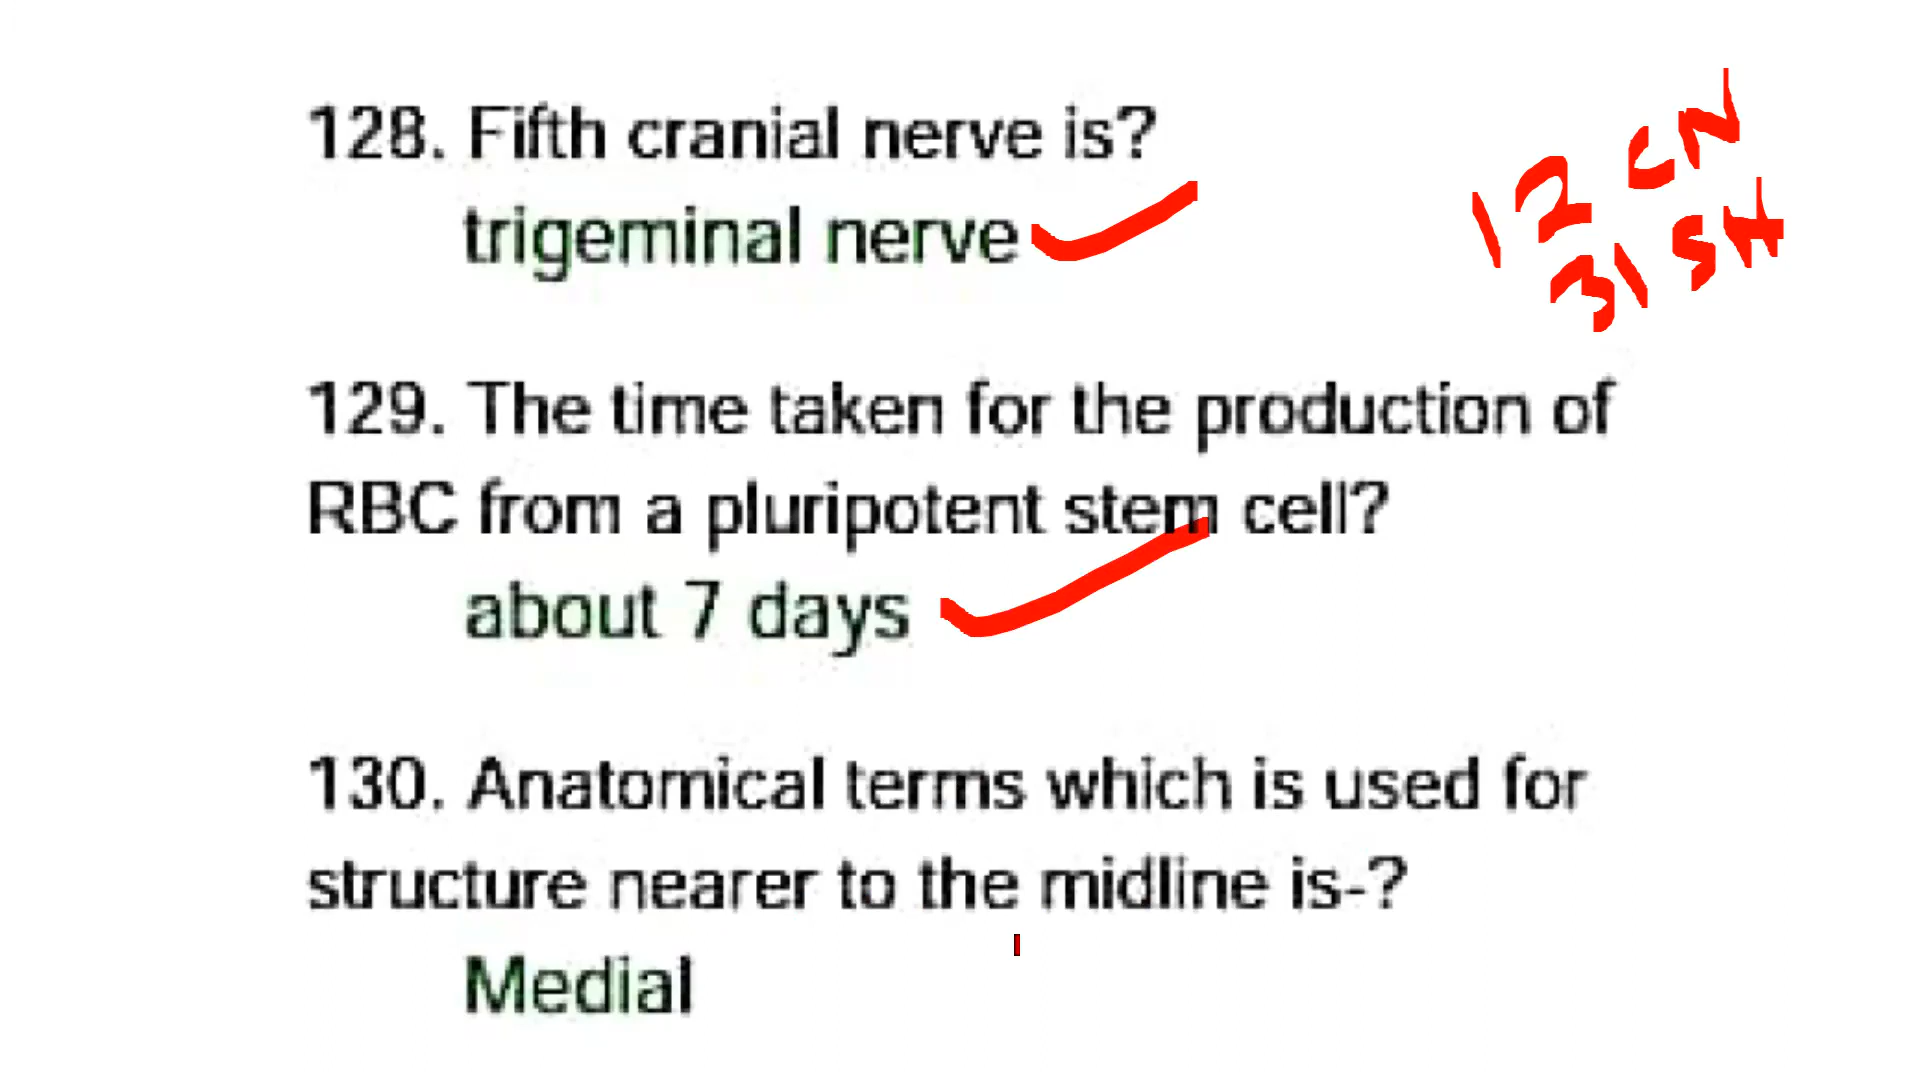 128. Fifth cranial nerve is?
trigeminal nerve
12 CN
129. The time taken for the production of
RBC from a pluripotent stem cell?
about 7 days
130. Anatomical terms which is used for
structure nearer to the midline is-?
Medial